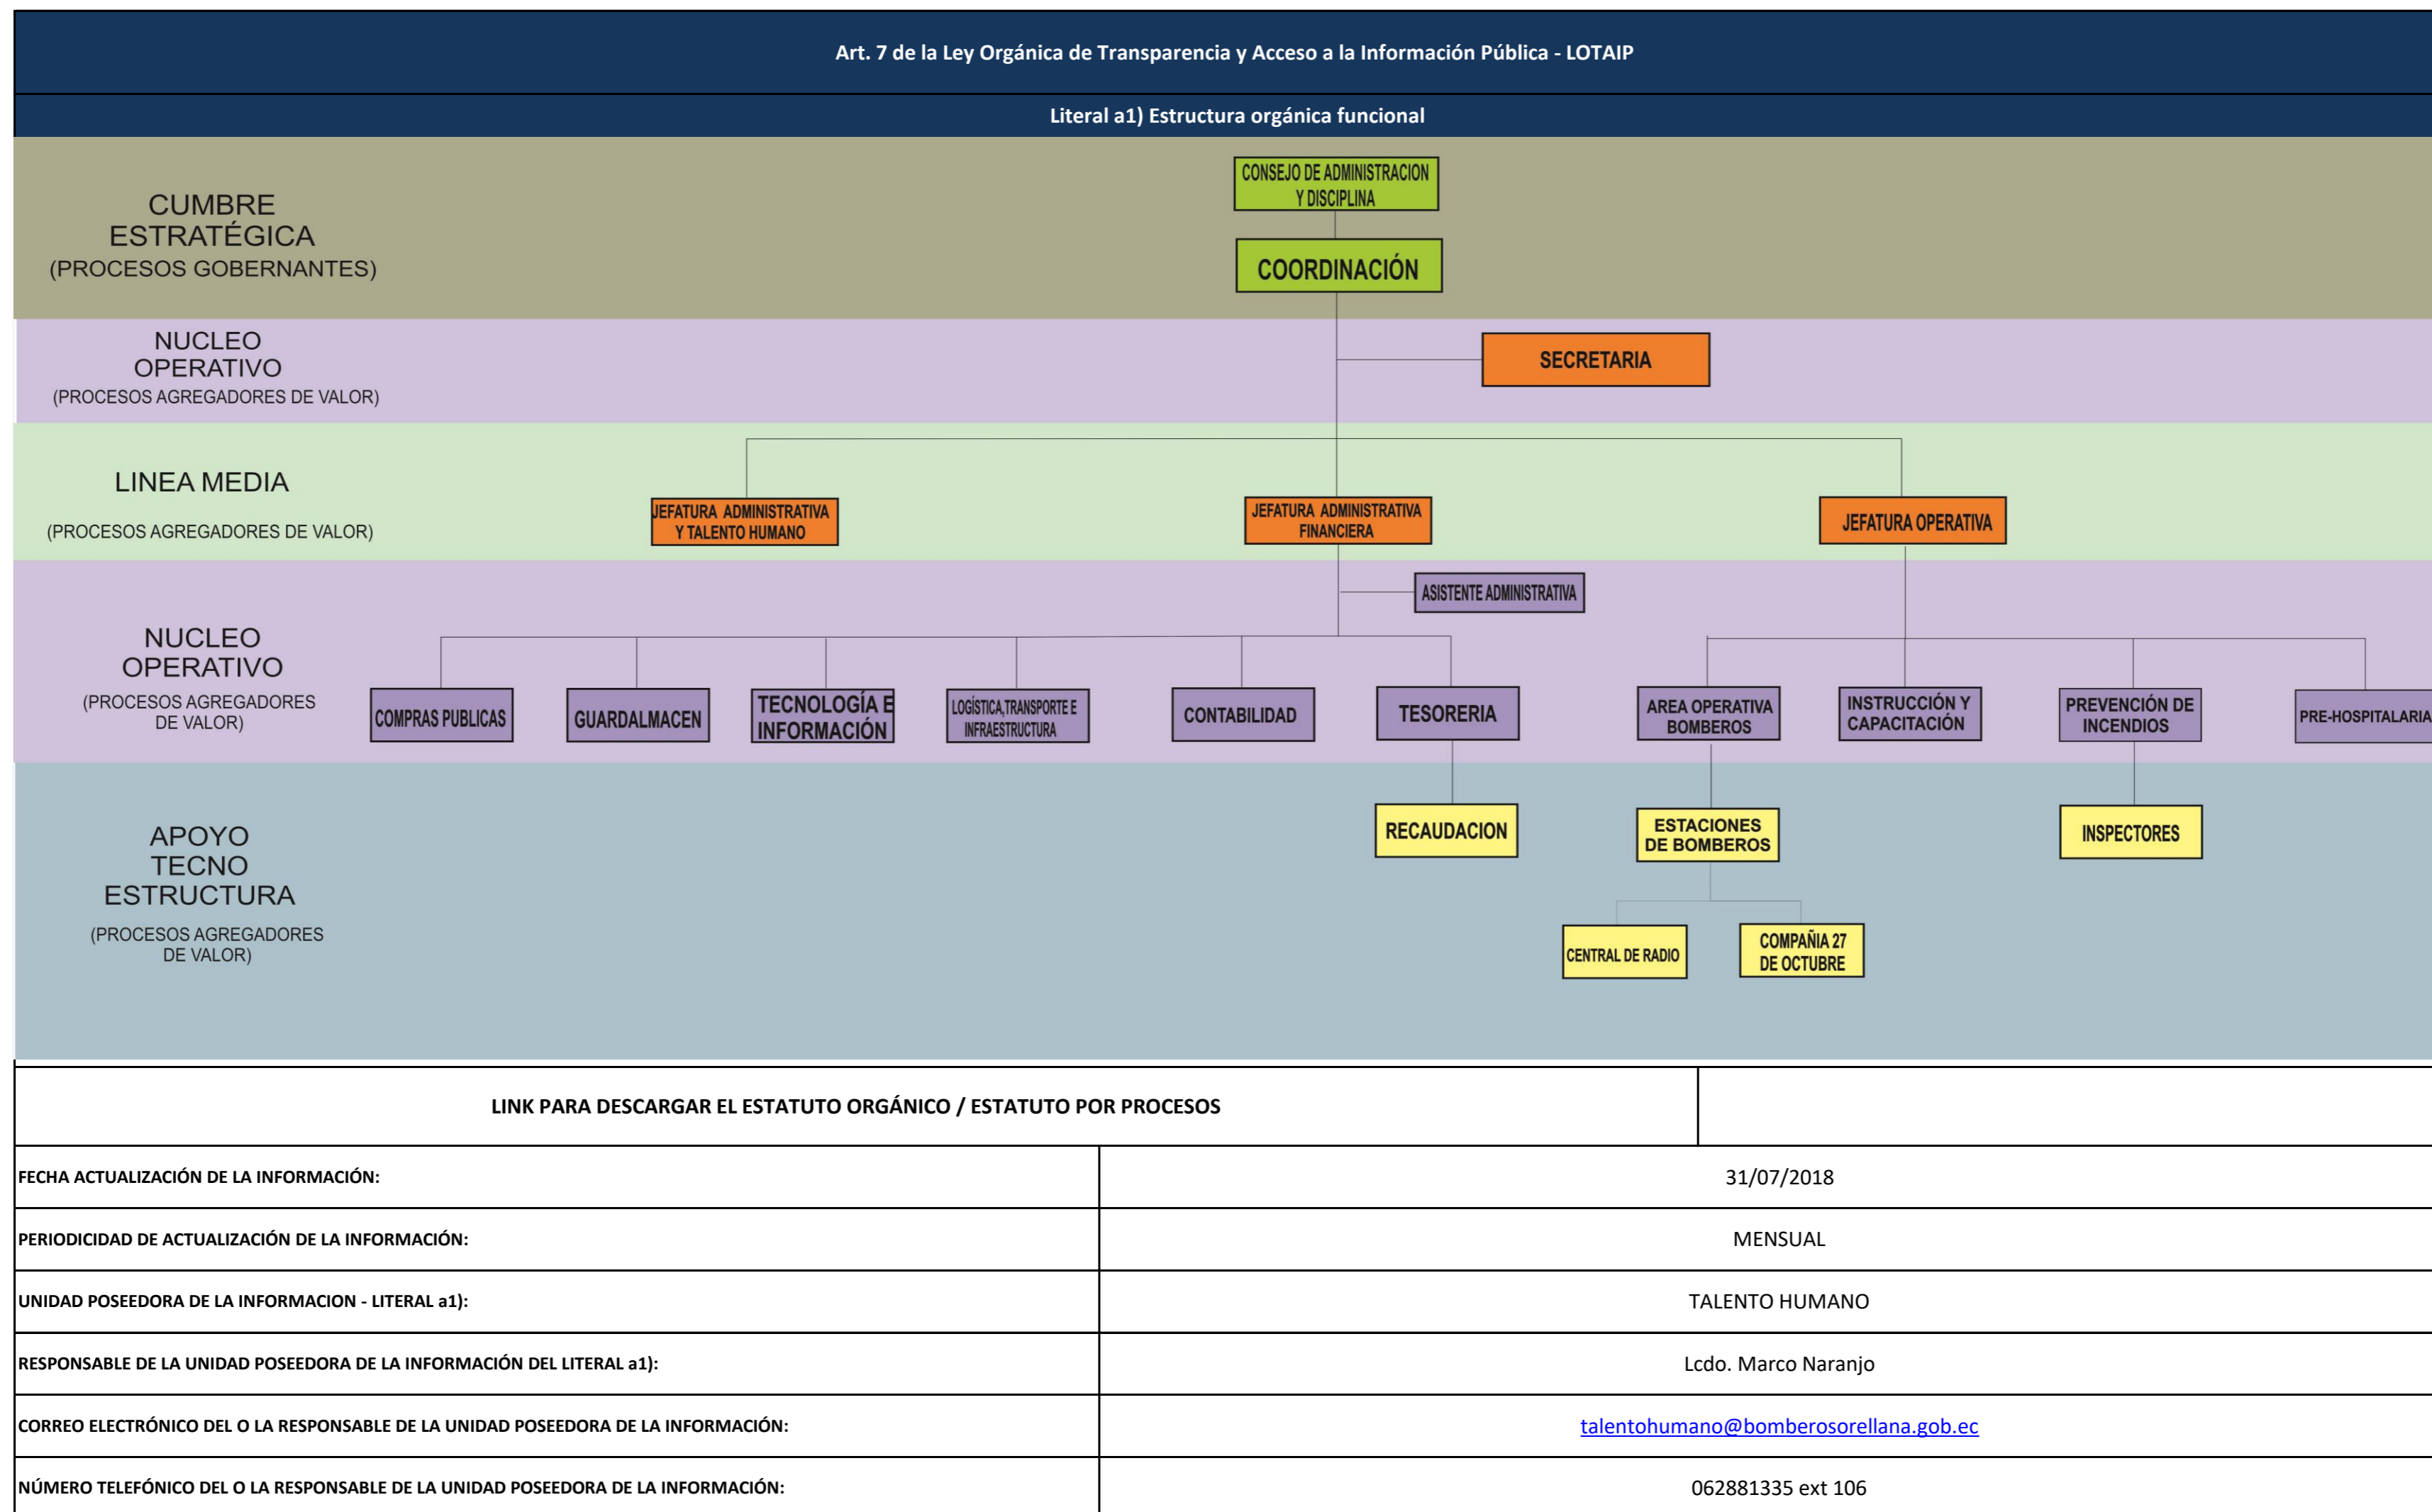 Art. 7 de la Ley Orgánica de Transparencia y Acceso a la Información Pública - LOTAIP
Literal a1) Estructura orgánica funcional
CUMBRE
ESTRATÉGICA
(PROCESOS GOBERNANTES)
CONSEJO DE ADMINISTRACION
Y DISCIPLINA
COORDINACIÓN
NUCLEO
OPERATIVO
(PROCESOS AGREGADORES DE VALOR)
SECRETARIA
LINEA MEDIA
(PROCESOS AGREGADORES DE VALOR)
JEFATURA ADMINISTRATIVA
Y TALENTO HUMANO
JEFATURA ADMINISTRATIVA
FINANCIERA
JEFATURA OPERATIVA
NUCLEO
OPERATIVO
(PROCESOS AGREGADORES
DE VALOR)
ASISTENTE ADMINISTRATIVA
COMPRAS PUBLICAS
GUARDALMACEN
TECNOLOGÍA E
INFORMACIÓN
LOGÍSTICA,TRANSPORTE E
INFRAESTRUCTURA
CONTABILIDAD
TESORERIA
AREA OPERATIVA
BOMBEROS
INSTRUCCIÓN Y
CAPACITACIÓN
PREVENCIÓN DE
INCENDIOS
PRE-HOSPITALARIA
APOYO
TECNO
ESTRUCTURA
(PROCESOS AGREGADORES
DE VALOR)
RECAUDACION
ESTACIONES
DE BOMBEROS
INSPECTORES
CENTRAL DE RADIO
COMPAÑIA 27
DE OCTUBRE
LINK PARA DESCARGAR EL ESTATUTO ORGÁNICO / ESTATUTO POR PROCESOS
FECHA ACTUALIZACIÓN DE LA INFORMACIÓN:
31/07/2018
PERIODICIDAD DE ACTUALIZACIÓN DE LA INFORMACIÓN:
MENSUAL
UNIDAD POSEEDORA DE LA INFORMACION - LITERAL a1):
TALENTO HUMANO
RESPONSABLE DE LA UNIDAD POSEEDORA DE LA INFORMACIÓN DEL LITERAL a1):
Lcdo. Marco Naranjo
CORREO ELECTRÓNICO DEL O LA RESPONSABLE DE LA UNIDAD POSEEDORA DE LA INFORMACIÓN:
talentohumano@bomberosorellana.gob.ec
NÚMERO TELEFÓNICO DEL O LA RESPONSABLE DE LA UNIDAD POSEEDORA DE LA INFORMACIÓN:
062881335 ext 106